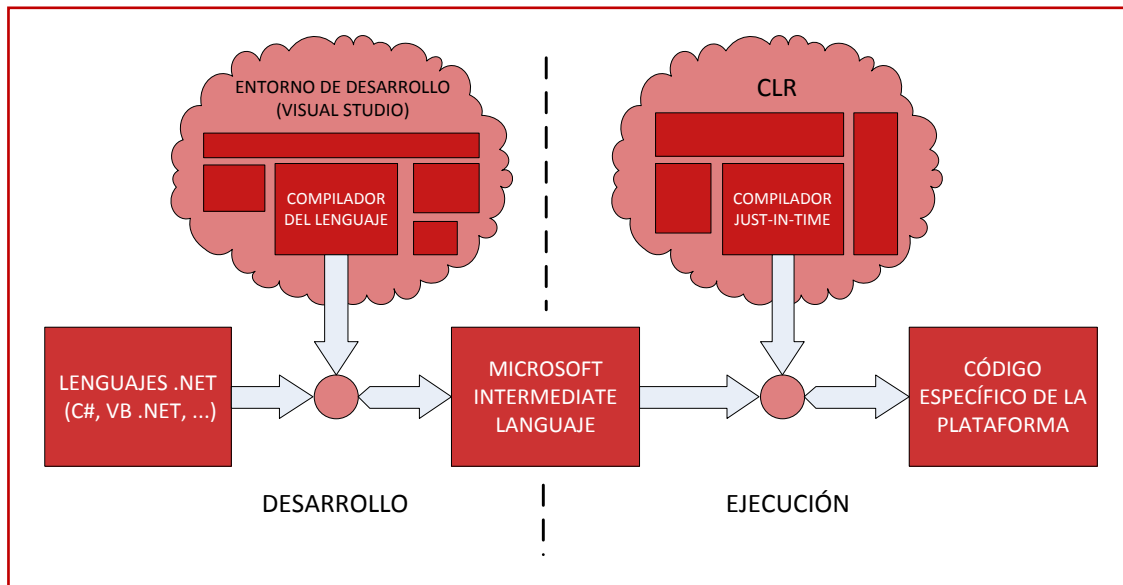 ENTORNO DE DESARROLLO
(VISUAL STUDIO)
COMPILADOR
DEL LENGUAJE
CLR
COMPILADOR
JUST-IN-TIME
LENGUAJES .NET
(C#, VB .NET, ...)
MICROSOFT
INTERMEDIATE
LANGUAJE
CÓDIGO
ESPECÍFICO DE LA
PLATAFORMA
DESARROLLO
EJECUCIÓN